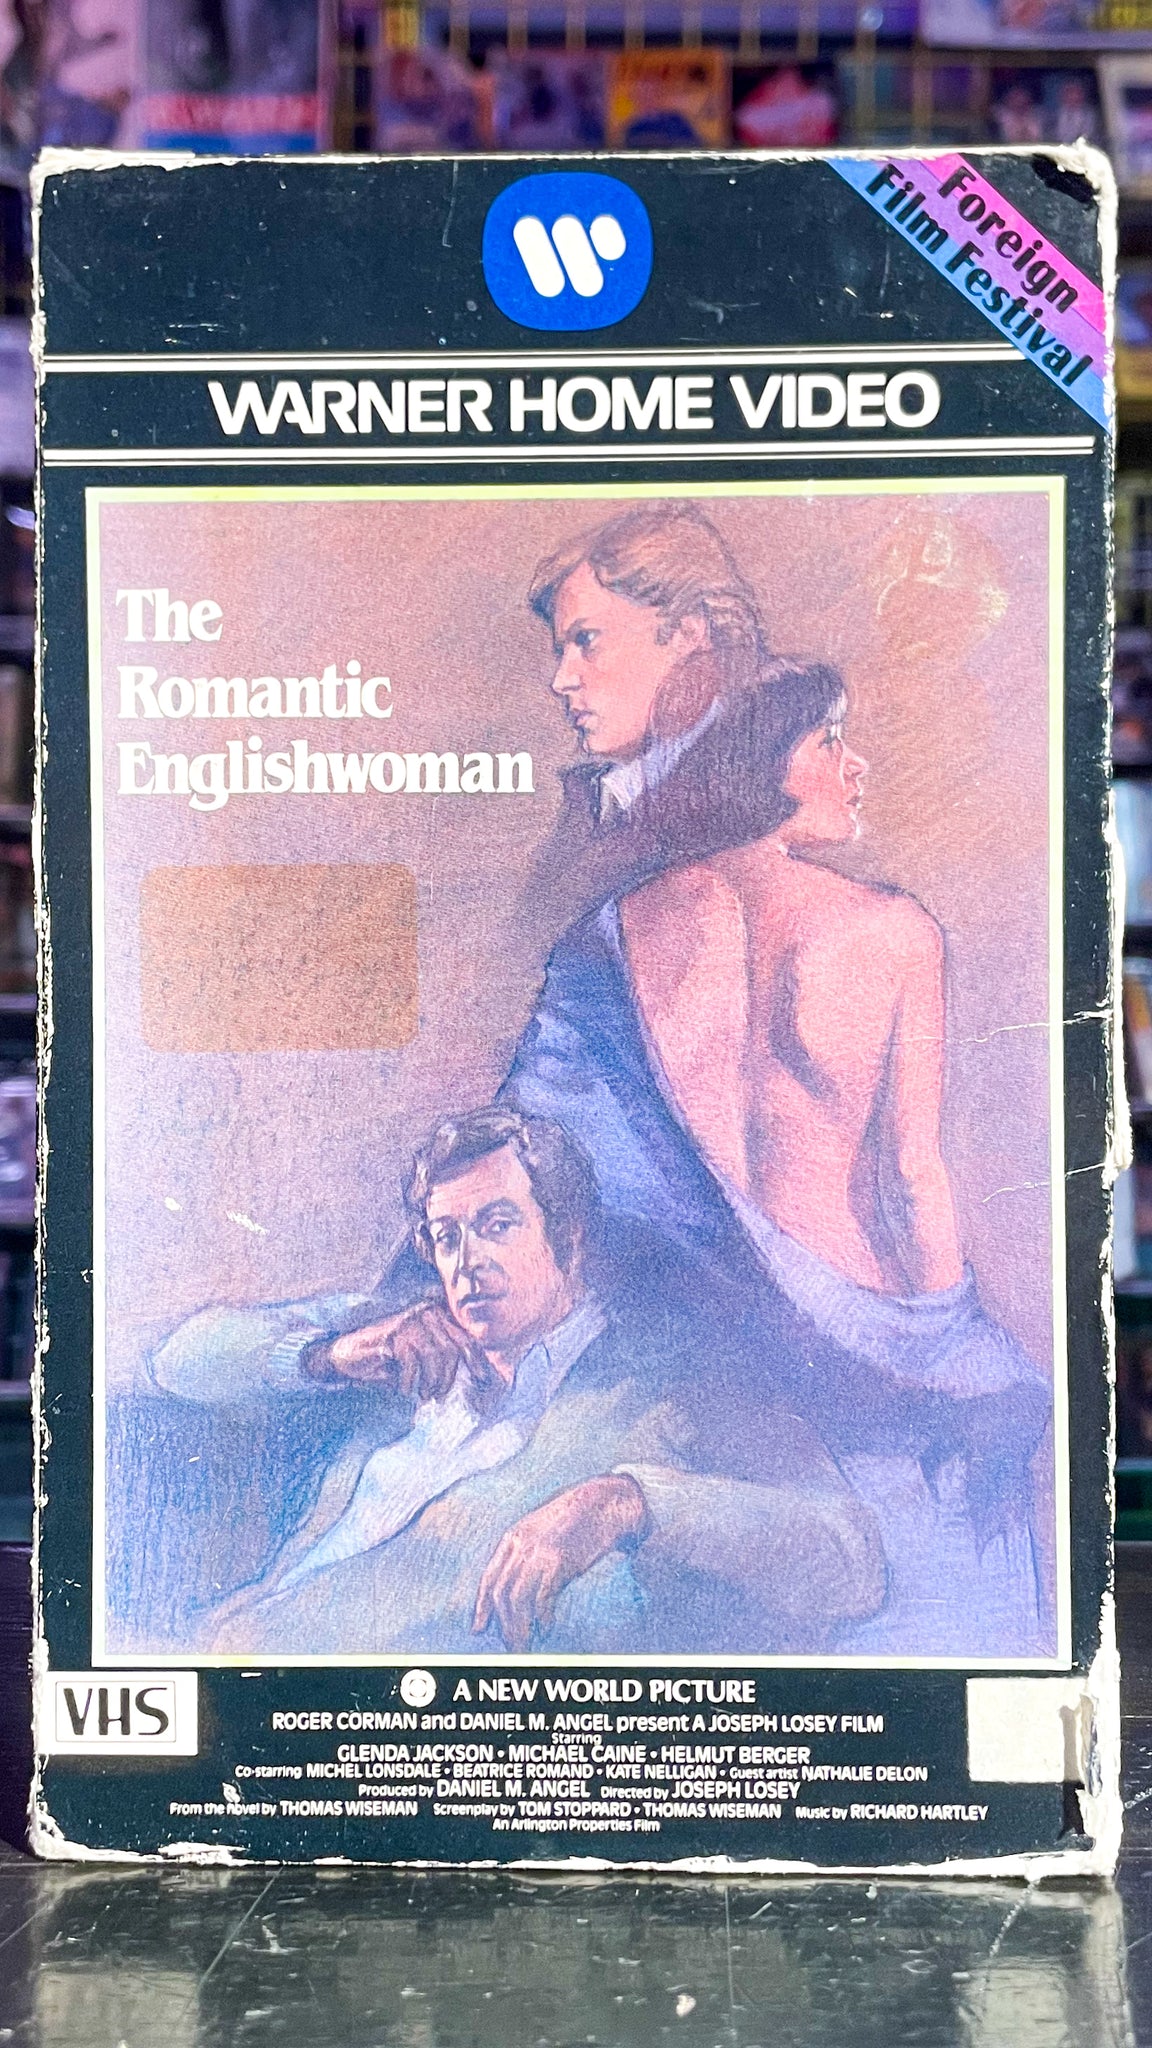 Foreign
Film Festival
WARNER HOME VIDEO
The
Romantic
Englishwoman
VHS
A NEW WORLD PICTURE
ROGER CORMAN and DANIEL M. ANGEL present A JOSEPH LOSEY FILM
Starring
GLENDA JACKSON • MICHAEL CAINE • HELMUT BERGER
Co-starring MICHEL LONSDALE • BEATRICE ROMAND • KATE NELLIGAN • Guest artist NATHALIE DELON
Produced by DANIEL M. ANGEL Directed by JOSEPH LOSEY
From the novel by THOMAS WISEMAN Screenplay by TOM STOPPARD • THOMAS WISEMAN Music by RICHARD HARTLEY
An Arlington Properties Film